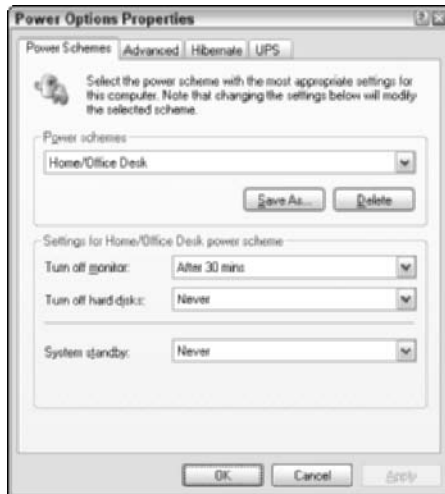 Power Options Properties
Power Schemes Advanced Hibernate UPS
Select the power scheme with the most appropriate settings for
this computer. Note that changing the settings below will modify
the selected scheme.
Power schemes
Home/Office Desk
Save As... Delete
Settings for Home/Office Desk power scheme
Turn off monitor: After 30 mins
Turn off hard disks: Never
System standby: Never
OK Cancel Apply